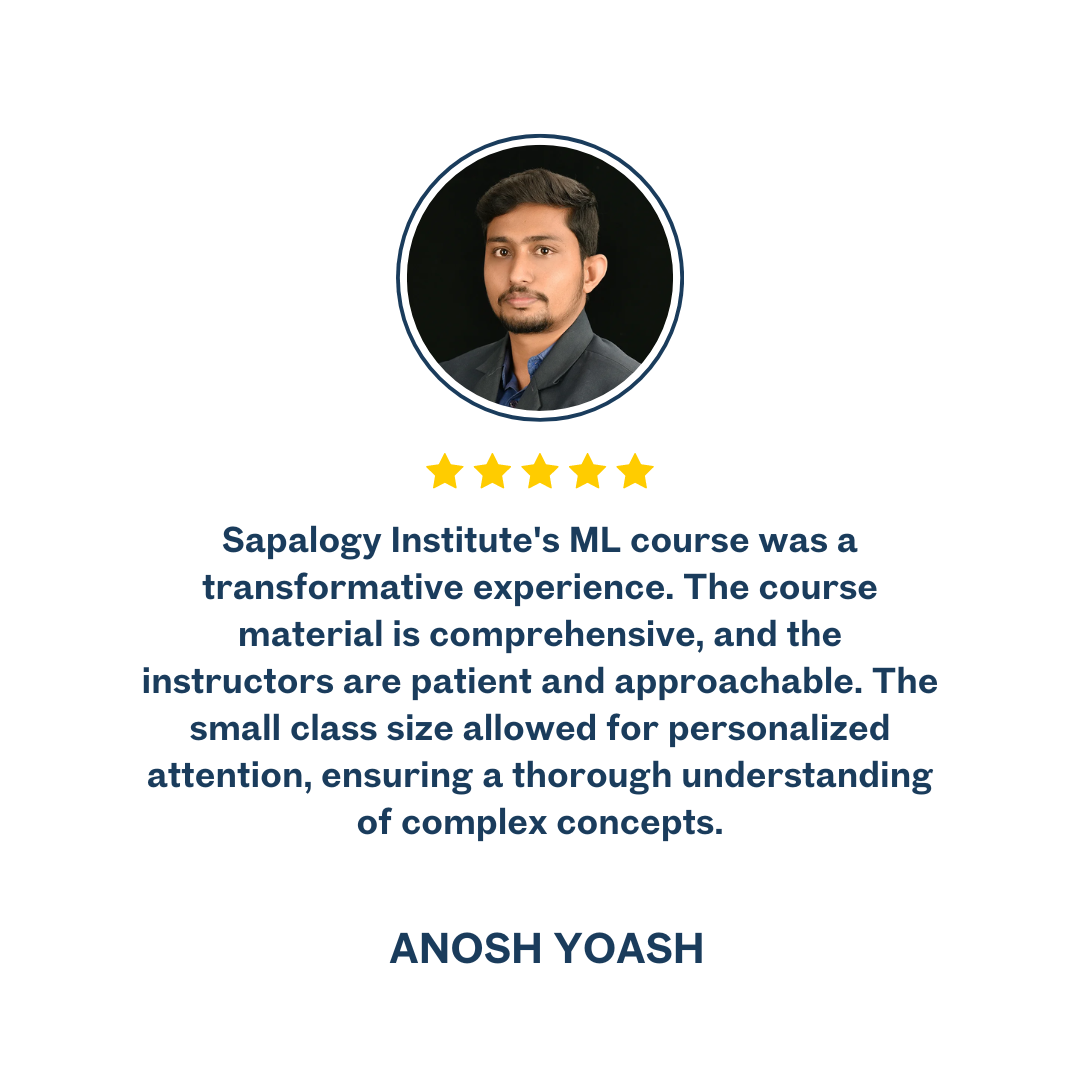 Sapalogy Institute's ML course was a
transformative experience. The course
material is comprehensive, and the
instructors are patient and approachable. The
small class size allowed for personalized
attention, ensuring a thorough understanding
of complex concepts.
ANOSH YOASH